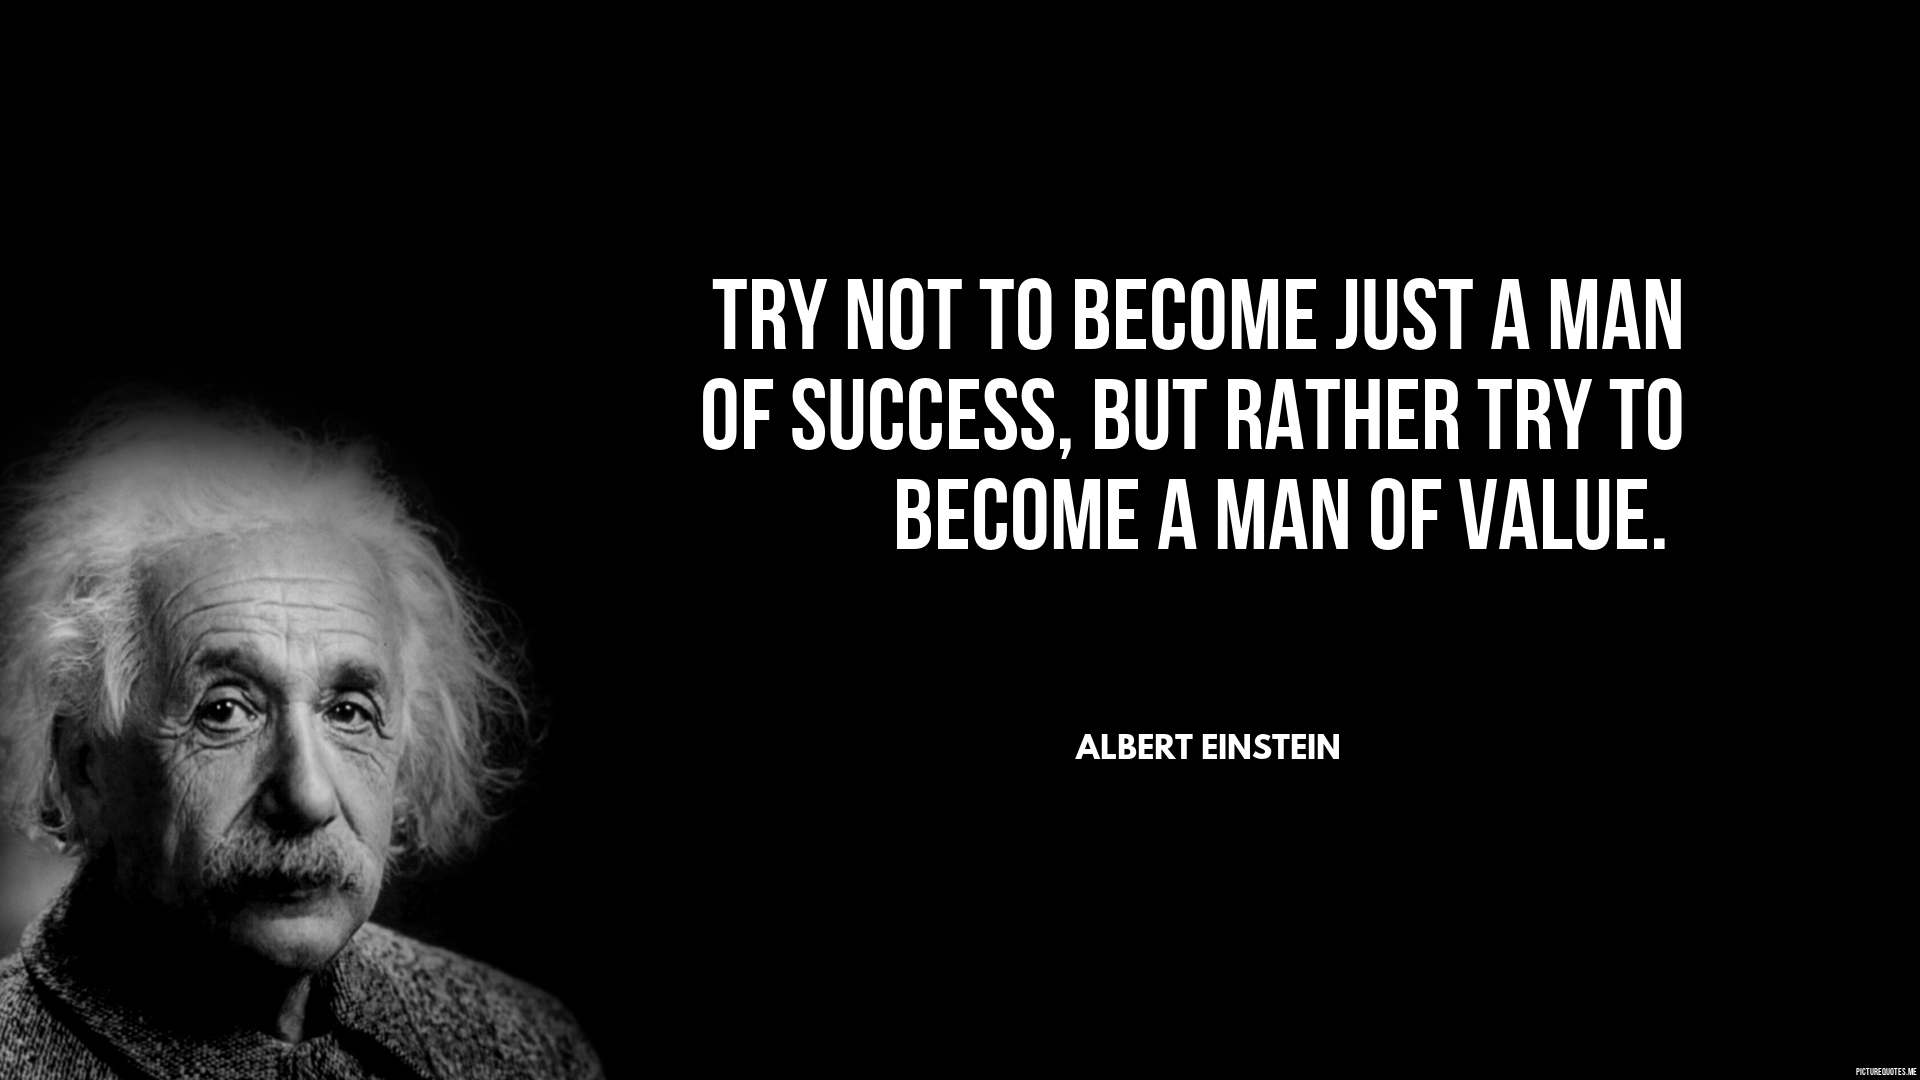 TRY NOT TO BECOME JUST A MAN
OF SUCCESS, BUT RATHER TRY TO
BECOME A MAN OF VALUE.
ALBERT EINSTEIN
PICTUREQUOTES.ME